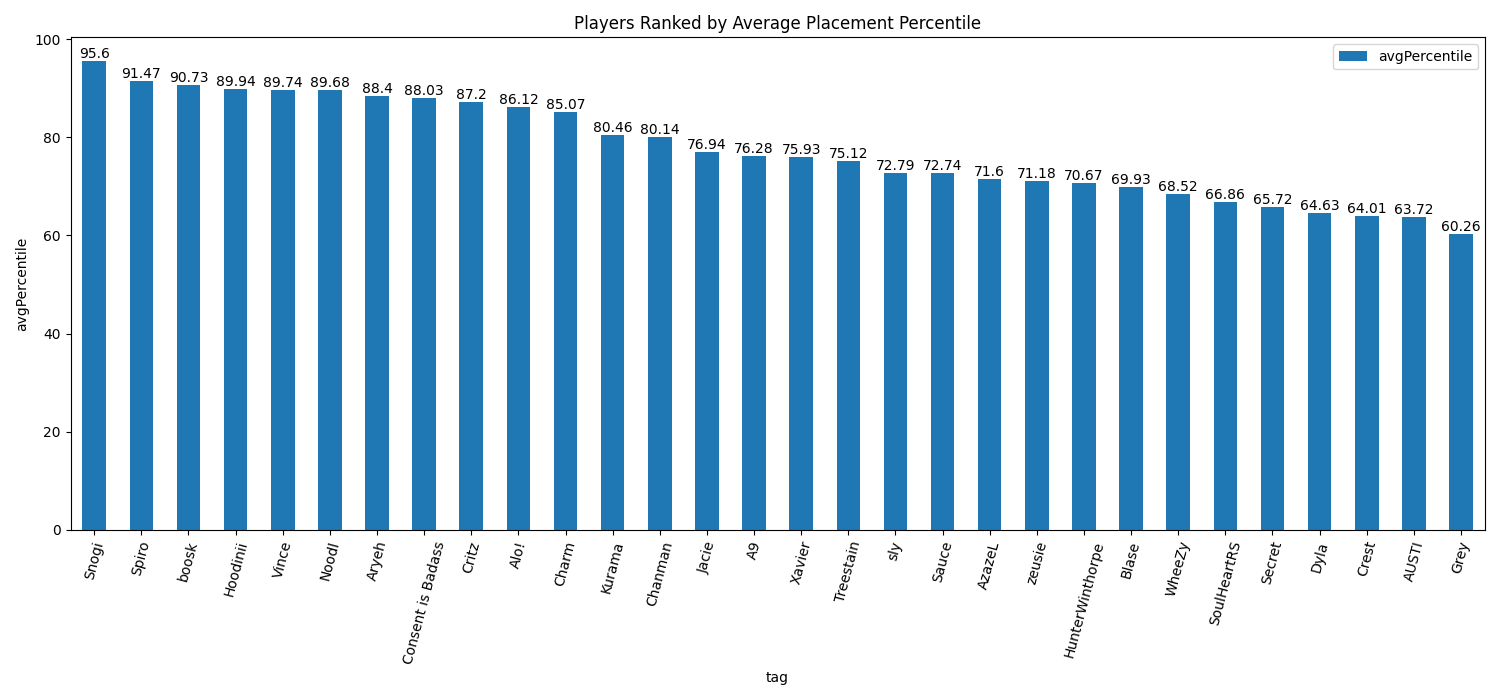 Players Ranked by Average Placement Percentile
avgPercentile
100
80
60
40
20
0
avgPercentile
95.6
91.47
90.73
89.94
89.74
89.68
88.4
88.03
87.2
86.12
85.07
80.46
80.14
76.94
76.28
75.93
75.12
72.79
72.74
71.6
71.18
70.67
69.93
68.52
66.86
65.72
64.63
64.01
63.72
60.26
Snogi
Spiro
boosk
Hoodinii
Vince
Noodl
Aryeh
Consent is Badass
Critz
Alo!
Charm
Kurama
Chanman
Jacie
A9
Xavier
Treestain
sly
Sauce
AzazeL
zeusie
HunterWinthorpe
Blase
WheeZy
SoulHeartRS
Secret
Dyla
Crest
AUSTI
Grey
tag